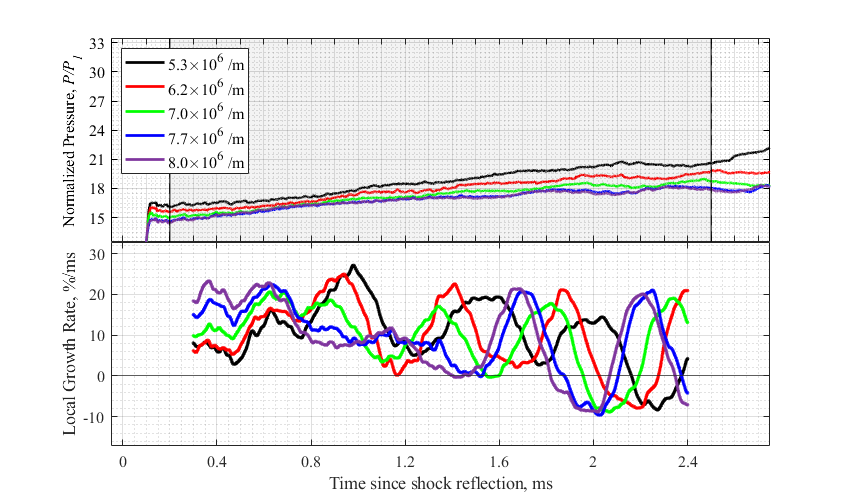 33
30
27
24
21
18
15
Normalized Pressure, P/P1
5.3×10^6 /m
6.2×10^6 /m
7.0×10^6 /m
7.7×10^6 /m
8.0×10^6 /m
30
20
10
0
-10
Local Growth Rate, %/ms
0 0.4 0.8 1.2 1.6 2 2.4
Time since shock reflection, ms